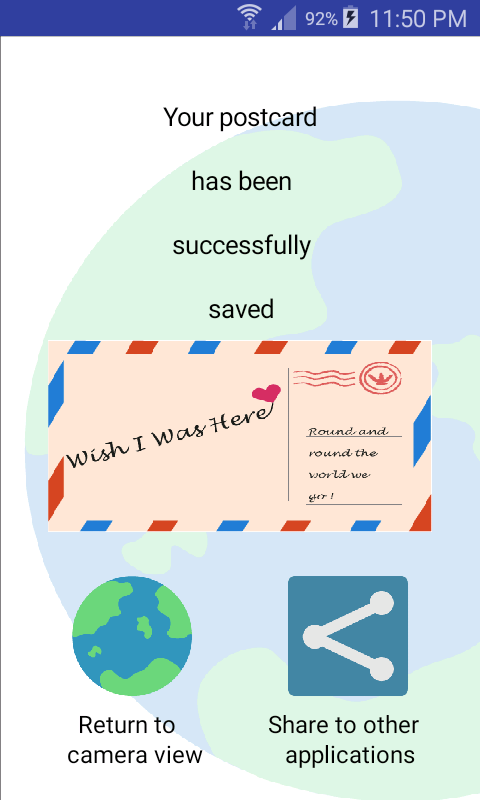 92%
11:50 PM
Your postcard
has been
successfully
saved
Wish I Was Here
Round and
round the
world we
gur !
Return to
camera view
Share to other
applications